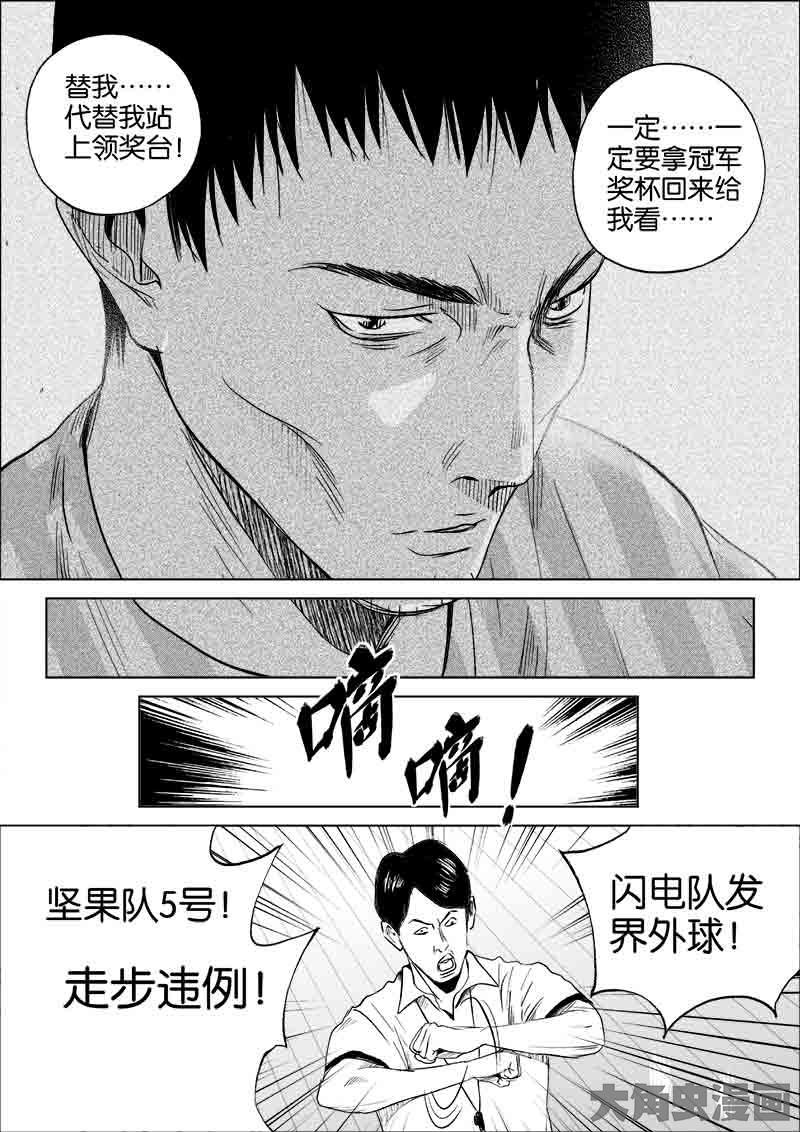 替我……
代替我站
上领奖台！
一定……一
定要拿冠军
奖杯回来给
我看……
嘀
嘀！
坚果队5号！
走步违例！
闪电队发
界外球！
大角虫漫画